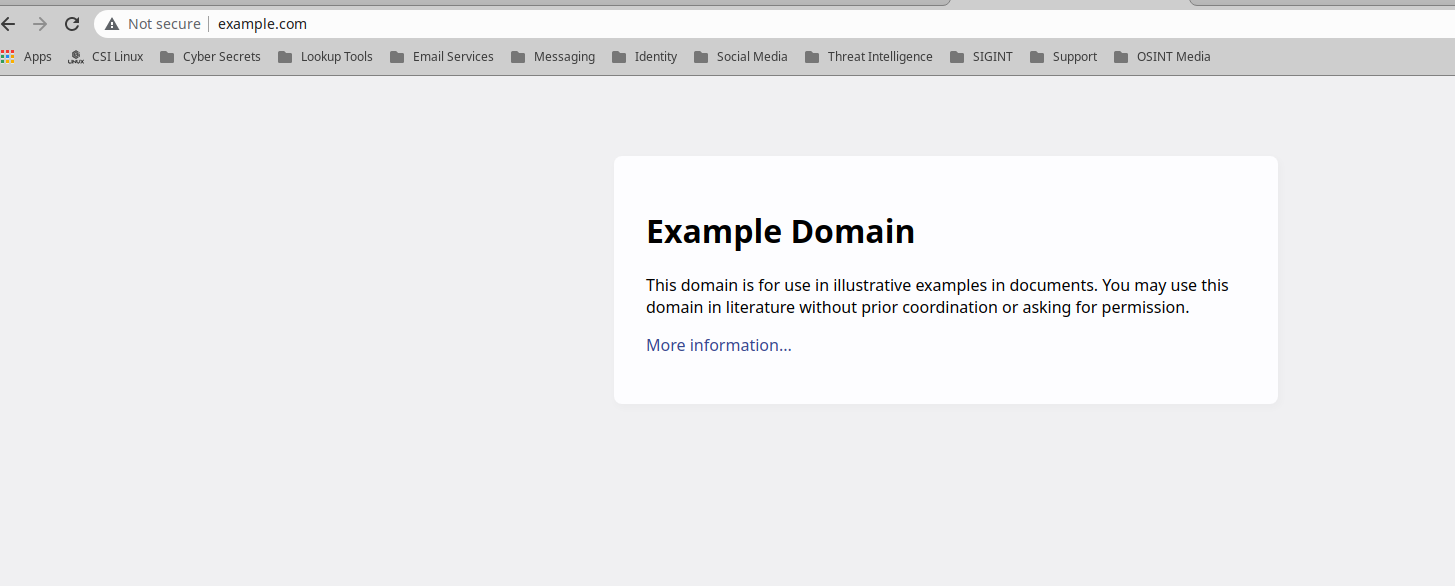 Not secure example.com
Apps CSI Linux Cyber Secrets Lookup Tools Email Services Messaging Identity Social Media Threat Intelligence SIGINT Support OSINT Media
Example Domain
This domain is for use in illustrative examples in documents. You may use this
domain in literature without prior coordination or asking for permission.
More information...